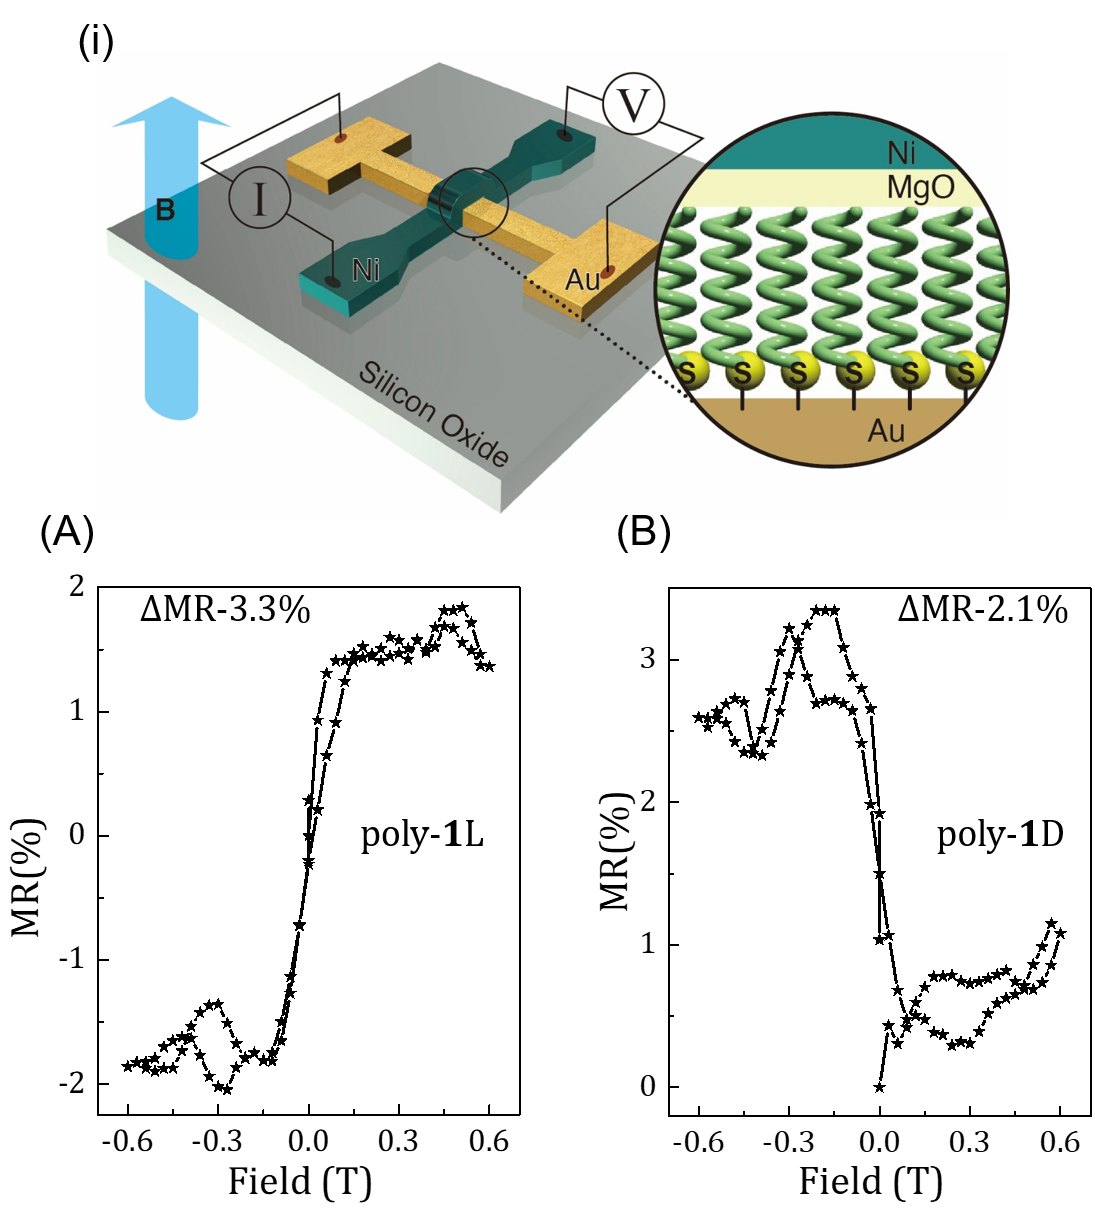 (i)
B
I
V
Ni
Au
Silicon Oxide
Ni
MgO
S S S S S S
Au
(A)
ΔMR-3.3%
poly-1L
MR(%)
2
1
0
-1
-2
-0.6 -0.3 0.0 0.3 0.6
Field (T)
(B)
ΔMR-2.1%
poly-1D
MR(%)
3
2
1
0
-0.6 -0.3 0.0 0.3 0.6
Field (T)